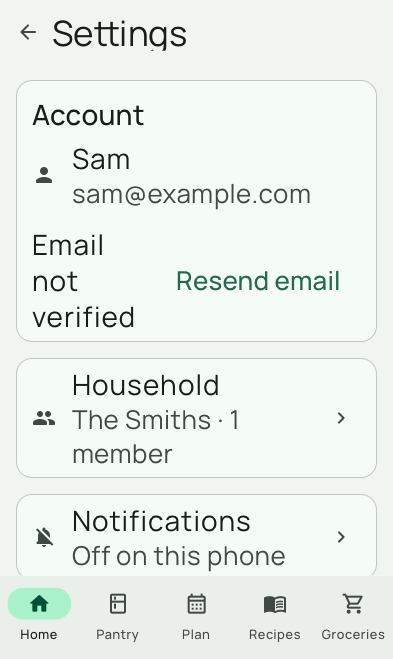 Settings
Account
Sam
sam@example.com
Email
not
verified
Resend email
Household
The Smiths · 1
member
Notifications
Off on this phone
Home
Pantry
Plan
Recipes
Groceries